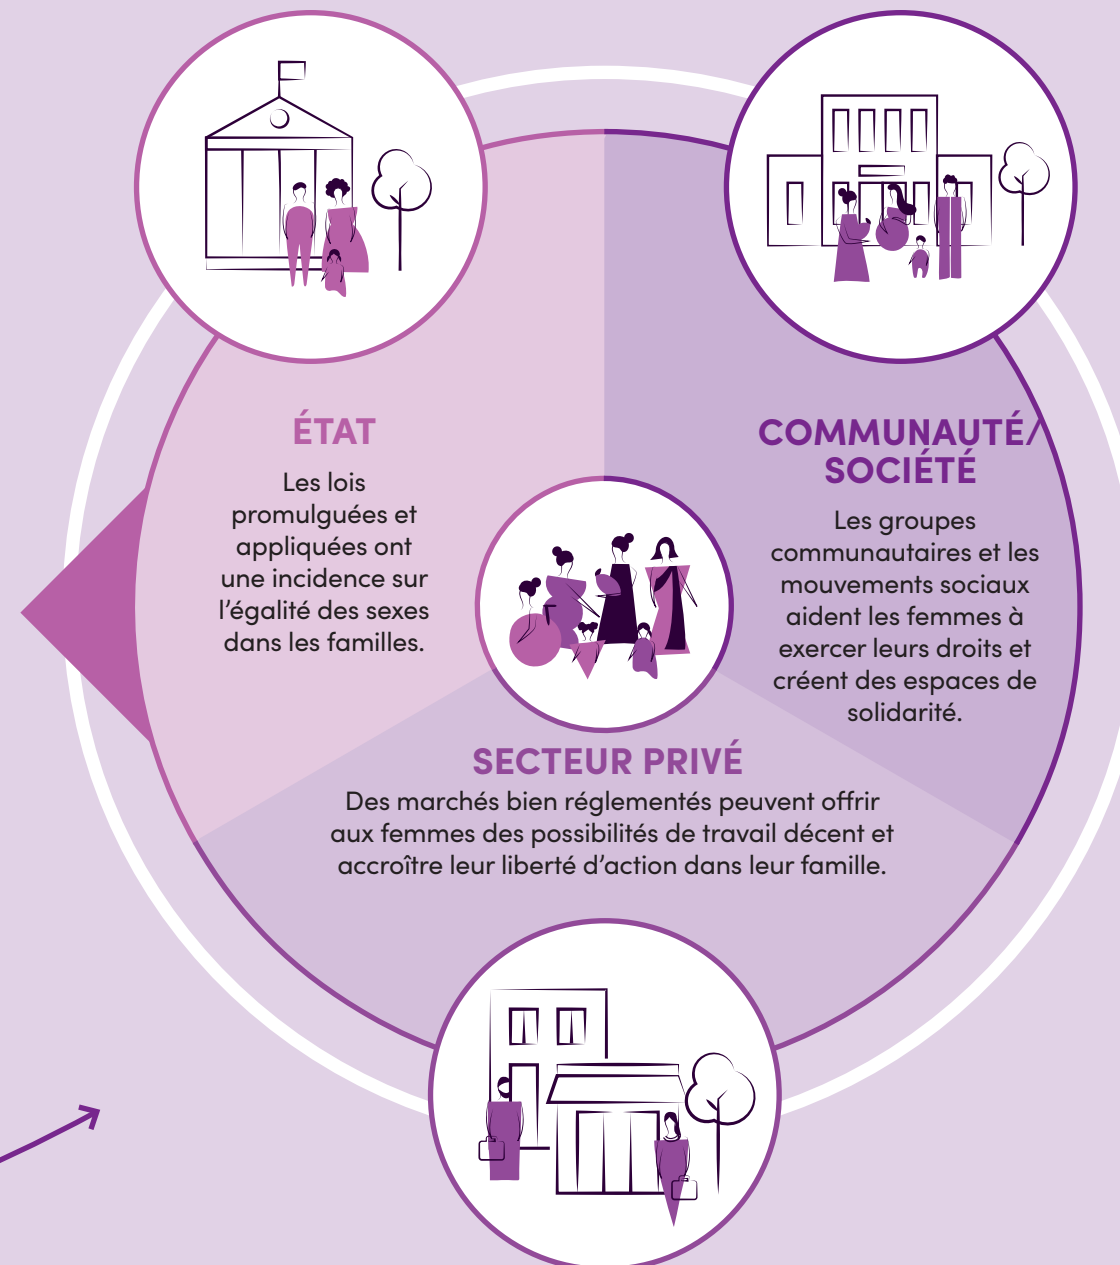 ÉTAT
Les lois
promulguées et
appliquées ont
une incidence sur
l’égalité des sexes
dans les familles.
COMMUNAUTÉ/
SOCIÉTÉ
Les groupes
communautaires et les
mouvements sociaux
aident les femmes à
exercer leurs droits et
créent des espaces de
solidarité.
SECTEUR PRIVÉ
Des marchés bien réglementés peuvent offrir
aux femmes des possibilités de travail décent et
accroître leur liberté d’action dans leur famille.